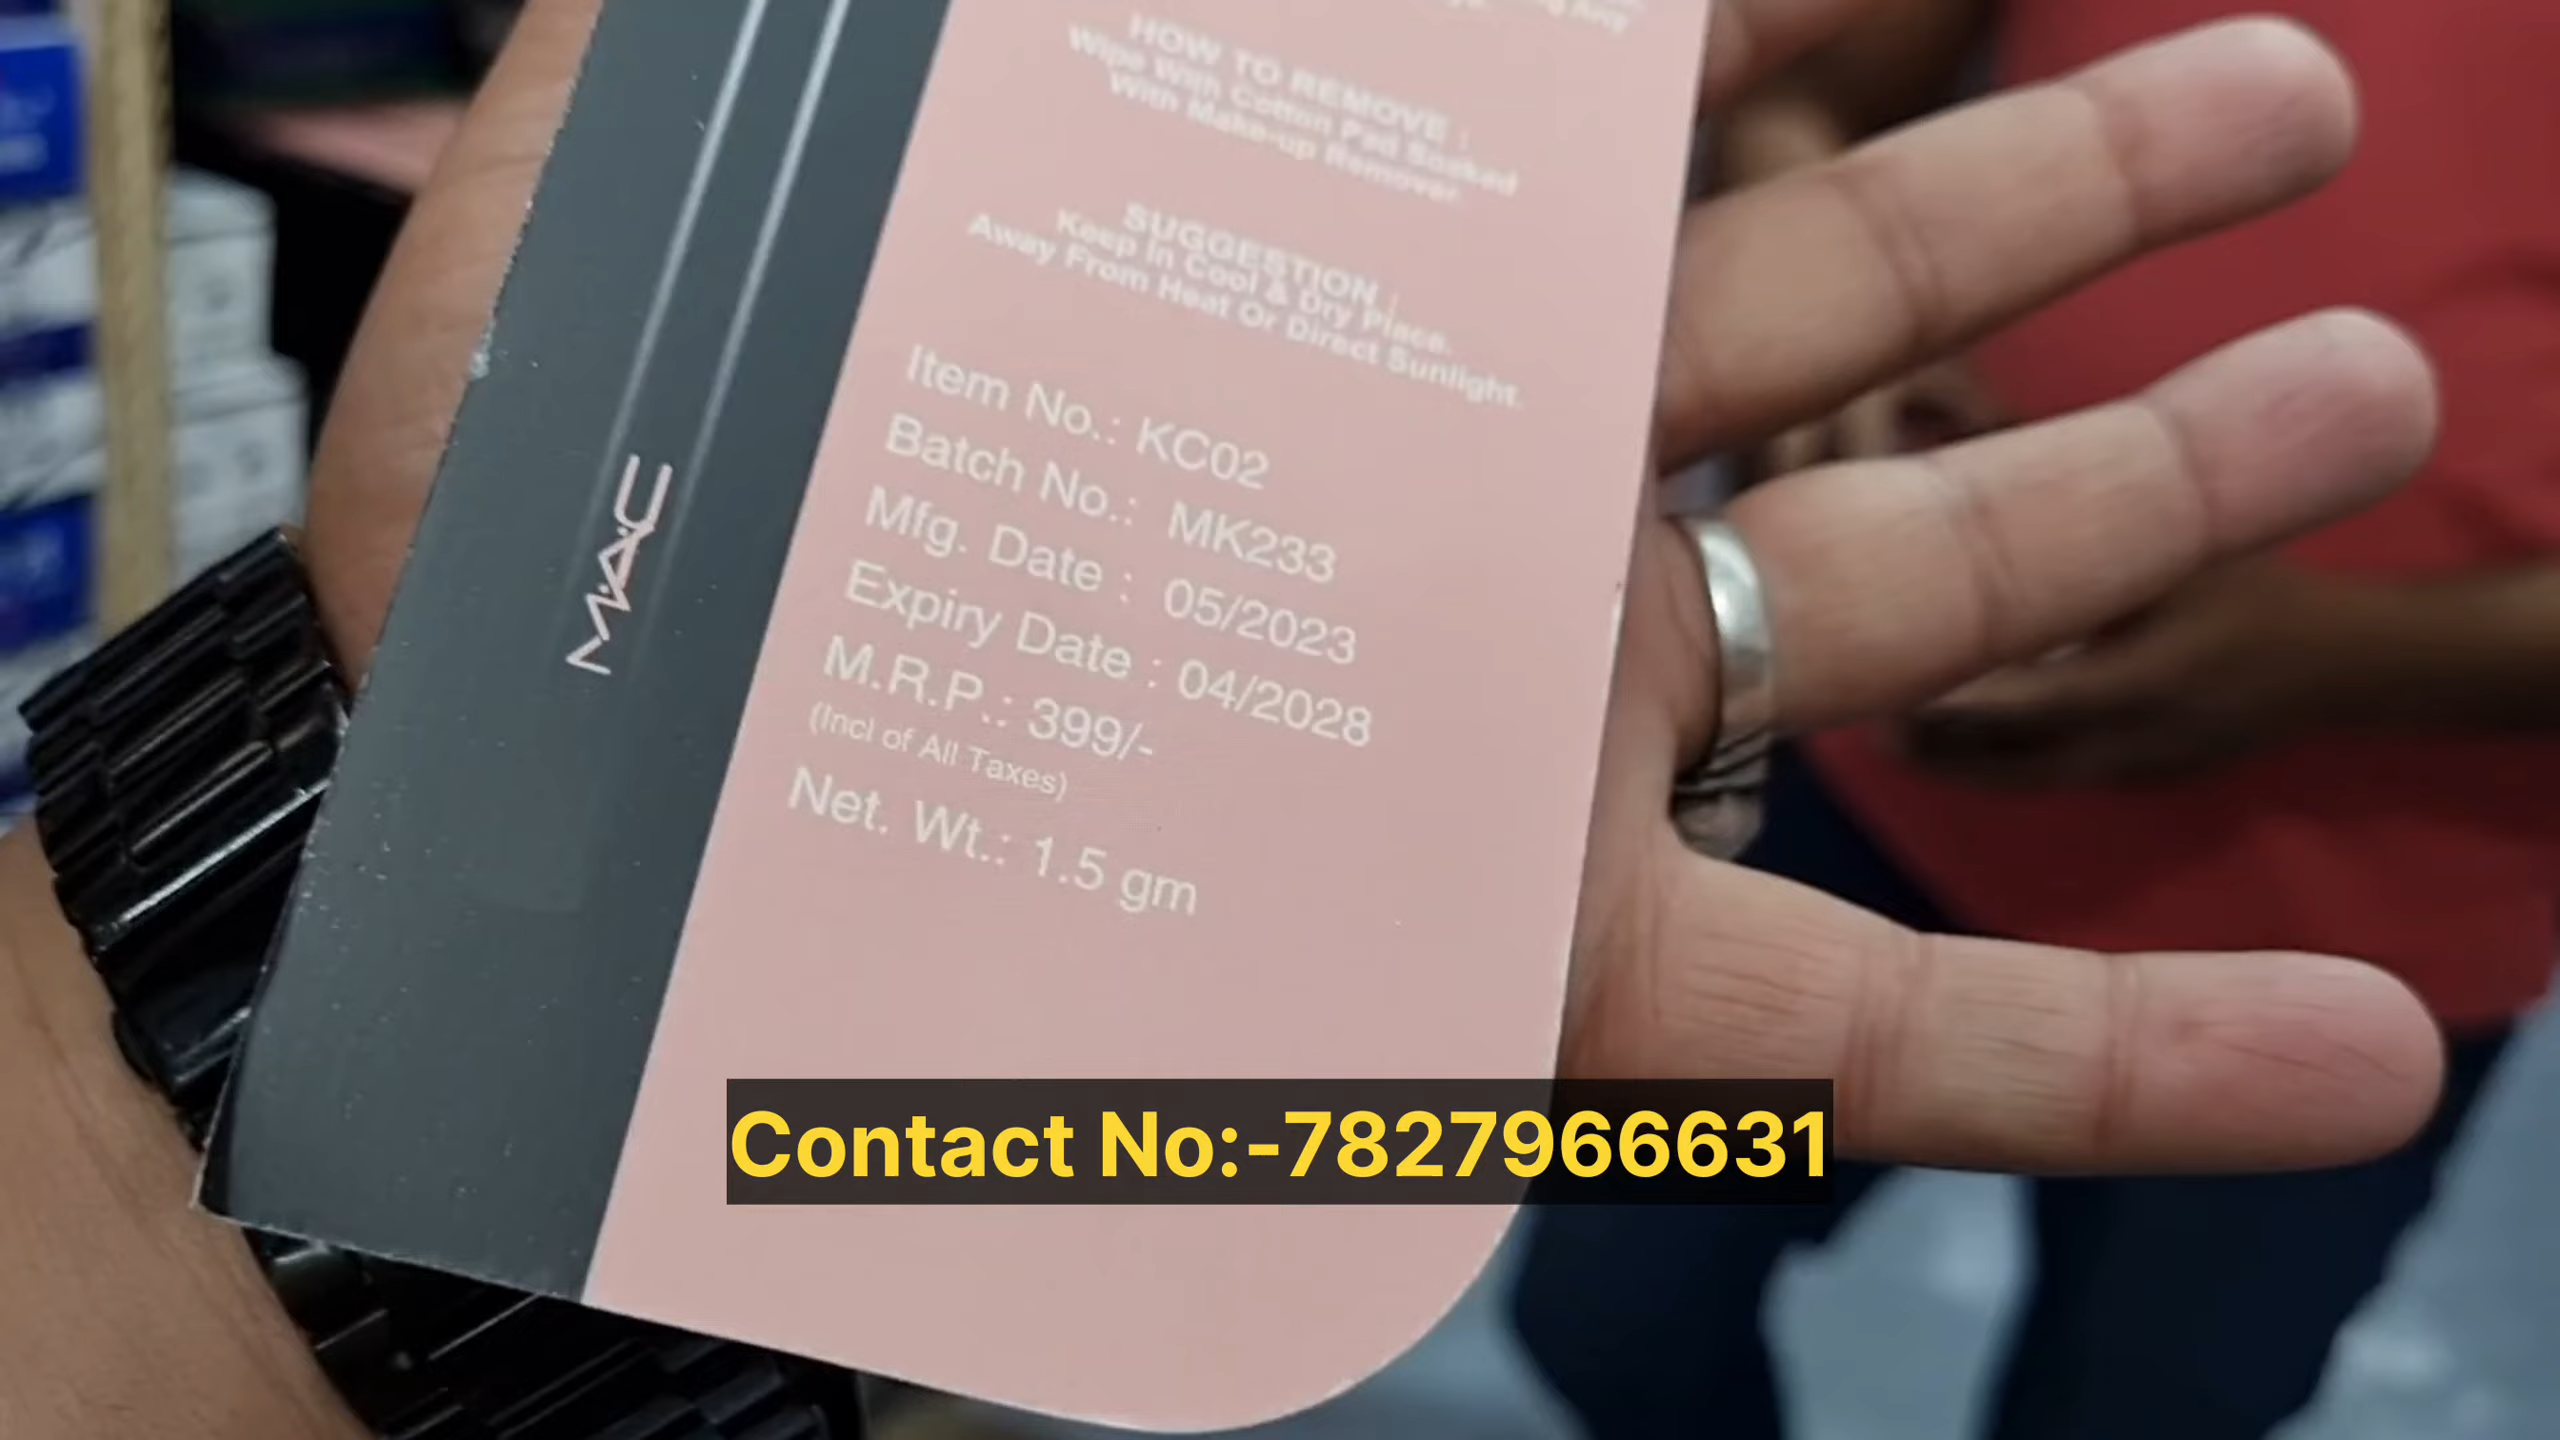 HOW TO REMOVE :
Wipe With Cotton Pad Soaked
With Make-up Remover.
SUGGESTION :
Keep In Cool & Dry Place.
Away From Heat Or Direct Sunlight.
Item No.: KC02
Batch No.: MK233
Mfg. Date : 05/2023
Expiry Date : 04/2028
M.R.P.: 399/-
(Incl of All Taxes)
Net. Wt.: 1.5 gm
M·A·C
Contact No:-7827966631